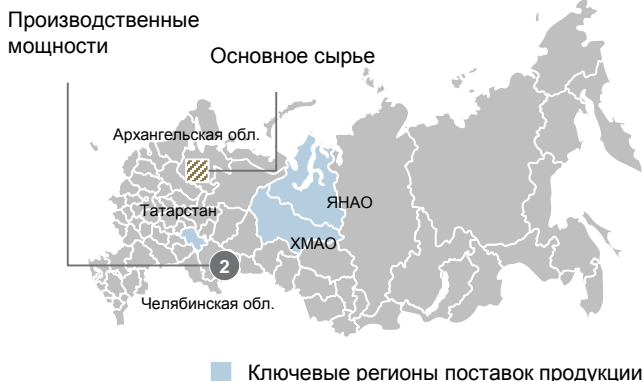 Производственные
мощности
Основное сырье
Архангельская обл.
ЯНАО
Татарстан
ХМАО
2
Челябинская обл.
Ключевые регионы поставок продукции